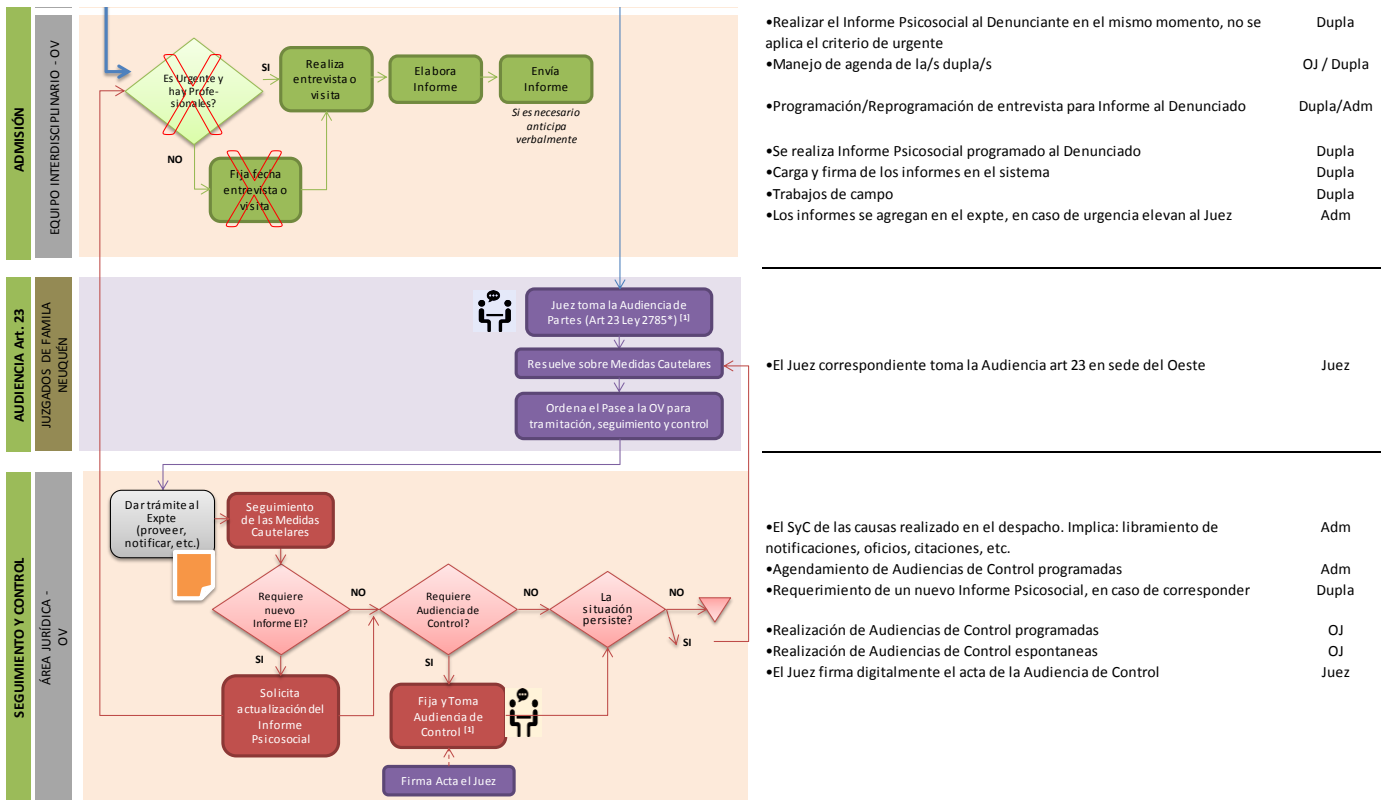 ADMISIÓN
EQUIPO INTERDISCIPLINARIO - OV
Es Urgente y
hay Profe-
sionales?
SI
NO
Realiza
entrevista o
visita
Elabora
Informe
Envía
Informe
Si es necesario
anticipa
verbalmente
Fija fecha
entrevista o
visita
•Realizar el Informe Psicosocial al Denunciante en el mismo momento, no se
aplica el criterio de urgente
Dupla
•Manejo de agenda de la/s dupla/s
OJ / Dupla
•Programación/Reprogramación de entrevista para Informe al Denunciado
Dupla/Adm
•Se realiza Informe Psicosocial programado al Denunciado
Dupla
•Carga y firma de los informes en el sistema
Dupla
•Trabajos de campo
Dupla
•Los informes se agregan en el expte, en caso de urgencia elevan al Juez
Adm
AUDIENCIA Art. 23
JUZGADOS DE FAMILA
NEUQUÉN
Juez toma la Audiencia de
Partes (Art 23 Ley 2785*) [1]
Resuelve sobre Medidas Cautelares
Ordena el Pase a la OV para
tramitación, seguimiento y control
•El Juez correspondiente toma la Audiencia art 23 en sede del Oeste
Juez
SEGUIMIENTO Y CONTROL
ÁREA JURÍDICA -
OV
Dar trámite al
Expte
(proveer,
notificar, etc.)
Seguimiento
de las Medidas
Cautelares
Requiere
nuevo
Informe EI?
NO
SI
Requiere
Audiencia de
Control?
NO
SI
La
situación
persiste?
NO
SI
Solicita
actualización del
Informe
Psicosocial
Fija y Toma
Audiencia de
Control [1]
Firma Acta el Juez
•El SyC de las causas realizado en el despacho. Implica: libramiento de
notificaciones, oficios, citaciones, etc.
Adm
•Agendamiento de Audiencias de Control programadas
Adm
•Requerimiento de un nuevo Informe Psicosocial, en caso de corresponder
Dupla
•Realización de Audiencias de Control programadas
OJ
•Realización de Audiencias de Control espontaneas
OJ
•El Juez firma digitalmente el acta de la Audiencia de Control
Juez